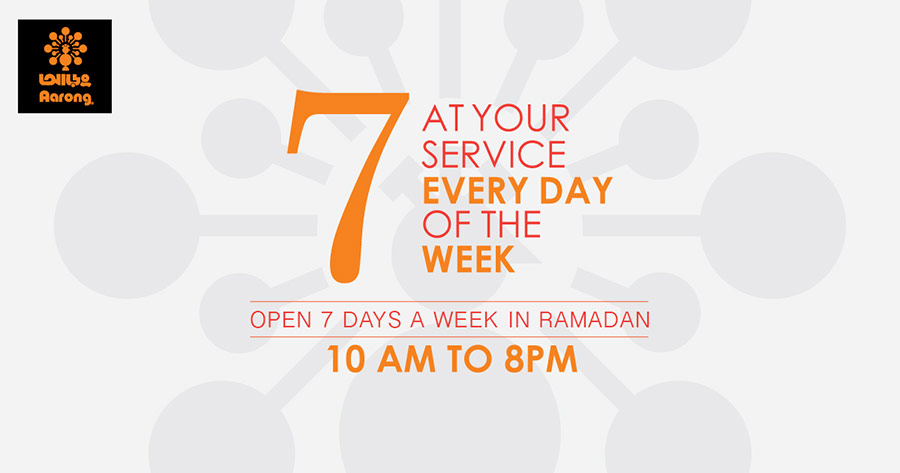 আড়ং
Aarong
7
AT YOUR
SERVICE
EVERY DAY
OF THE
WEEK
OPEN 7 DAYS A WEEK IN RAMADAN
10 AM TO 8PM